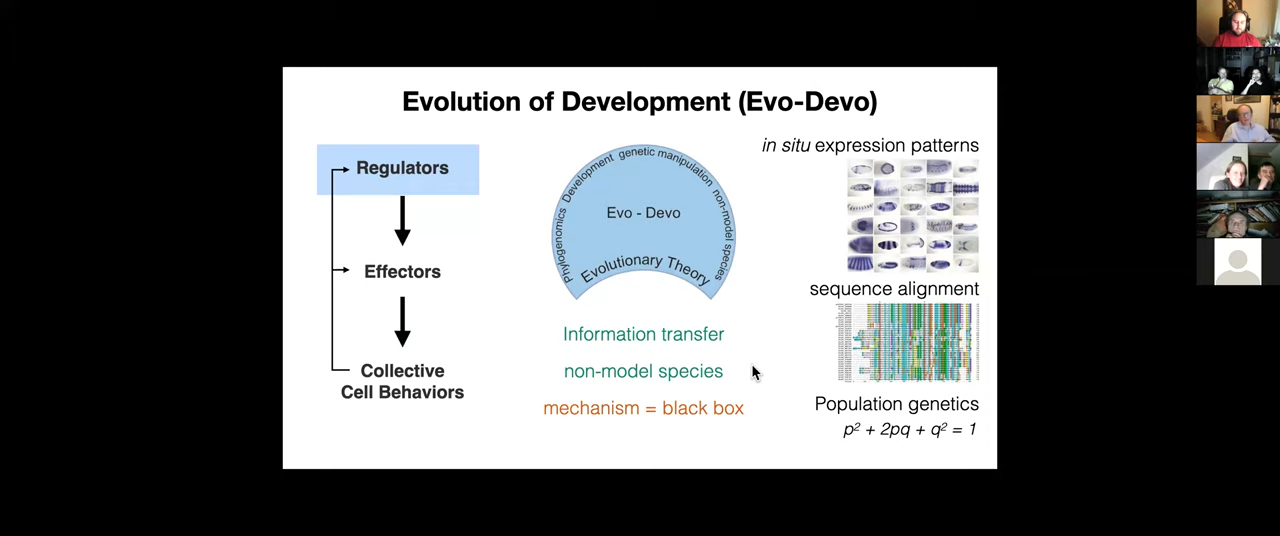 Evolution of Development (Evo-Devo)
Regulators
Effectors
Collective
Cell Behaviors
Phylogenomics Development genetic manipulation non-model species
Evo - Devo
Evolutionary Theory
Information transfer
non-model species
mechanism = black box
in situ expression patterns
sequence alignment
Population genetics
p² + 2pq + q² = 1